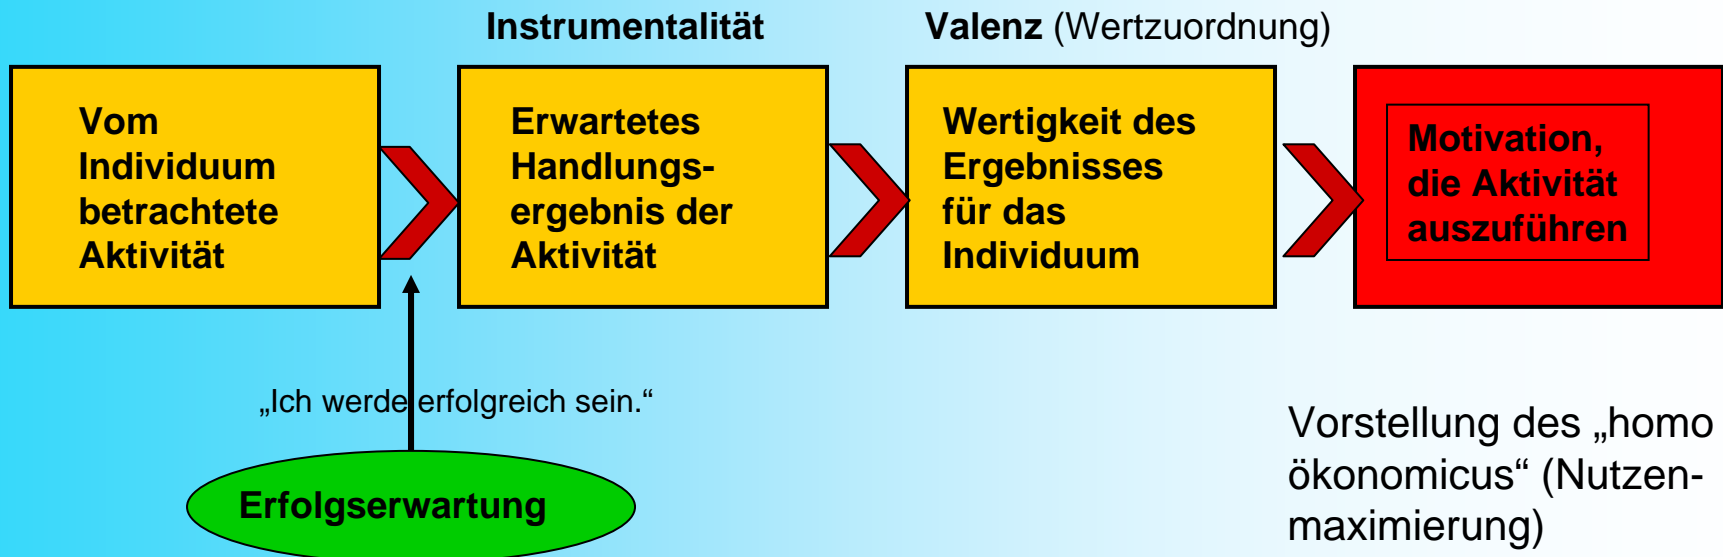 Instrumentalität
Valenz (Wertzuordnung)
Vom
Individuum
betrachtete
Aktivität
Erwartetes
Handlungs-
ergebnis der
Aktivität
Wertigkeit des
Ergebnisses
für das
Individuum
Motivation,
die Aktivität
auszuführen
„Ich werde erfolgreich sein.“
Erfolgserwartung
Vorstellung des „homo
ökonomicus“ (Nutzen-
maximierung)